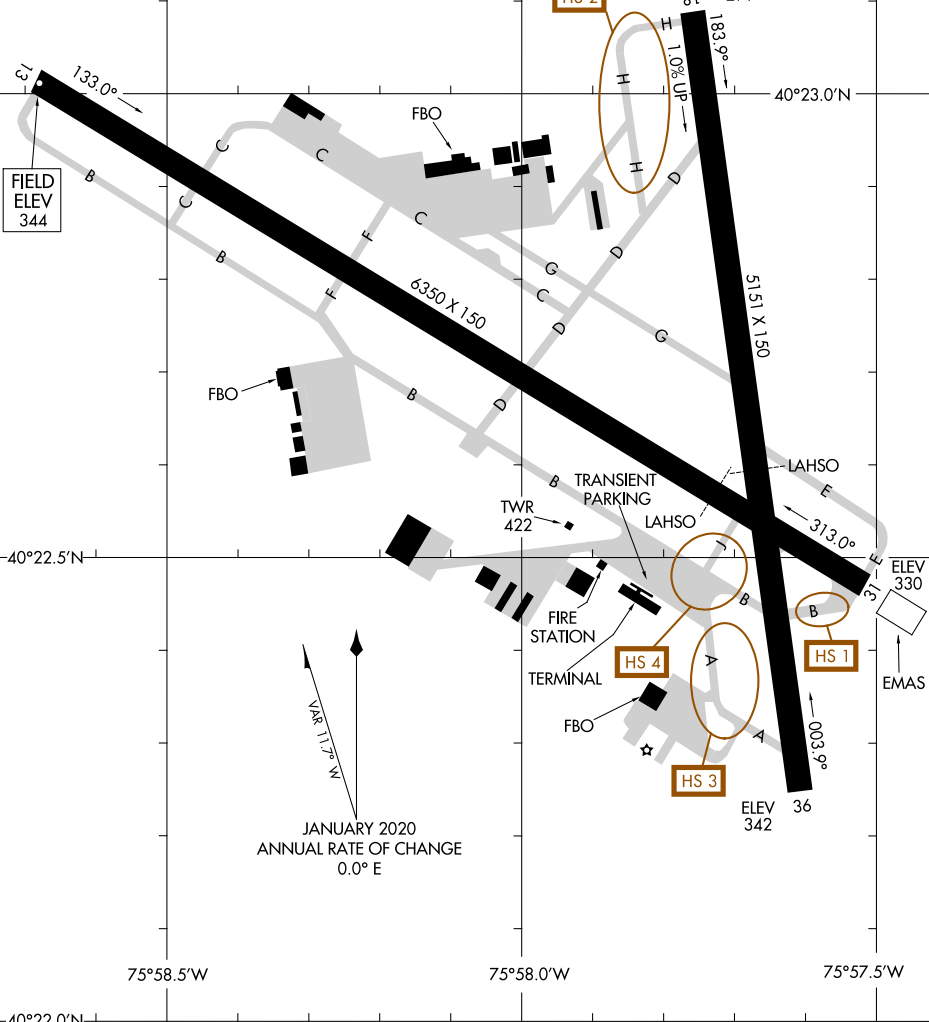 HS 2
H
183.9°
1.0% UP
13
133.0°
40°23.0'N
H
FBO
C
C
H
B
D
FIELD
ELEV
344
C
C
F
D
B
G
F
C
6350 X 150
5151 X 150
D
G
FBO
B
D
B
TRANSIENT
PARKING
LAHSO
E
TWR
422
LAHSO
313.0°
J
40°22.5'N
E
ELEV
330
31
B
B
FIRE
STATION
HS 4
A
HS 1
TERMINAL
EMAS
VAR 11.7° W
FBO
A
003.9°
HS 3
ELEV
342
36
JANUARY 2020
ANNUAL RATE OF CHANGE
0.0° E
75°58.5'W
75°58.0'W
75°57.5'W
40°22.0'N